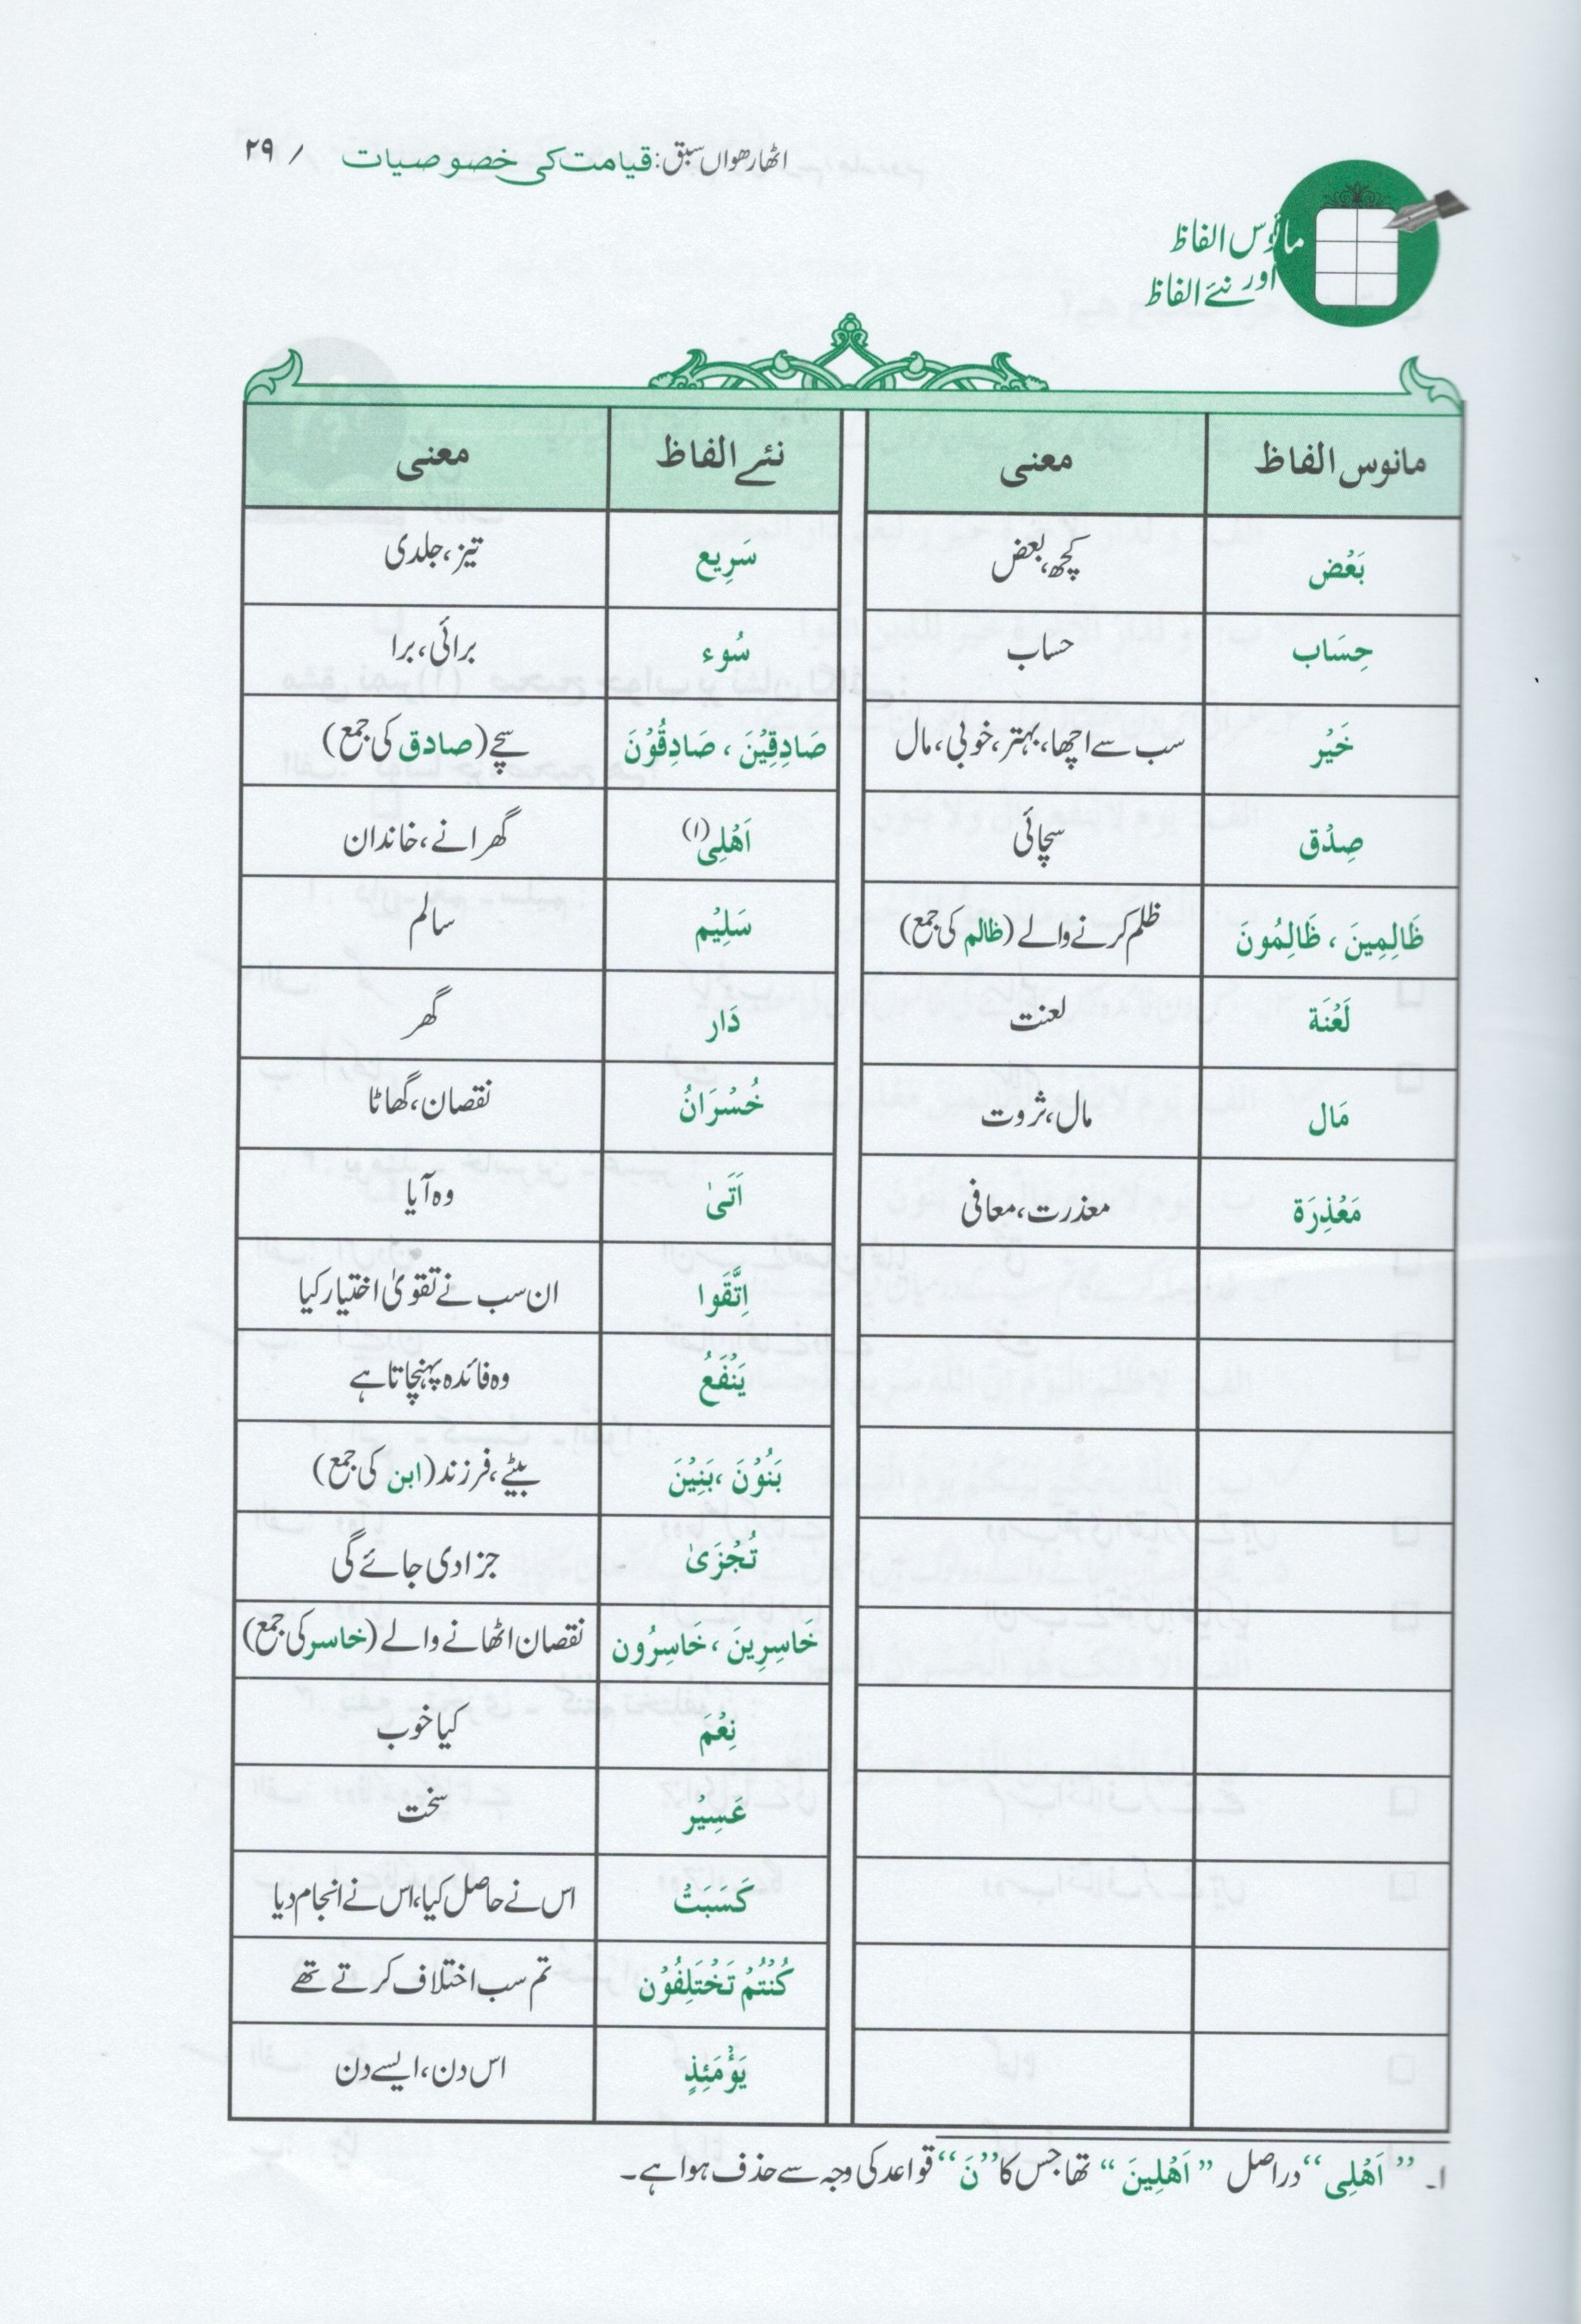 اٹھارھواں سبق: قیامت کی خصوصیات / ۲۹
مانوس الفاظ
اور نئے الفاظ
مانوس الفاظ معنی نئے الفاظ معنی
بَعْض کچھ، بعض سَرِیع تیز، جلدی
حِسَاب حساب سُوء برائی، برا
خَیْر سب سے اچھا، بہتر، خوبی، مال صَادِقِیْنَ ، صَادِقُوْنَ سچے (صادق کی جمع)
صِدْق سچائی اَھْلِی(۱) گھرانے، خاندان
ظَالِمِینَ ، ظَالِمُونَ ظلم کرنے والے (ظالم کی جمع) سَلِیْم سالم
لَعْنَة لعنت دَار گھر
مَال مال، ثروت خُسْرَانُ نقصان، گھاٹا
مَعْذِرَة معذرت، معافی اَتَیٰ وہ آیا
اِتَّقَوا ان سب نے تقویٰ اختیار کیا
یَنْفَعُ وہ فائدہ پہنچاتا ہے
بَنُوْنَ ، بَنِیْنَ بیٹے، فرزند (ابن کی جمع)
تُجْزَیٰ جزا دی جائے گی
خَاسِرِینَ ، خَاسِرُون نقصان اٹھانے والے (خاسر کی جمع)
نِعْمَ کیا خوب
عَسِیْر سخت
کَسَبَتْ اس نے حاصل کیا، اس نے انجام دیا
کُنْتُمْ تَخْتَلِفُوْن تم سب اختلاف کرتے تھے
یَوْمَئِذٍ اس دن، ایسے دن
۱۔ ”اَھْلِی“ دراصل ”اَھْلِینَ“ تھا جس کا ”نَ“ قواعد کی وجہ سے حذف ہوا ہے۔